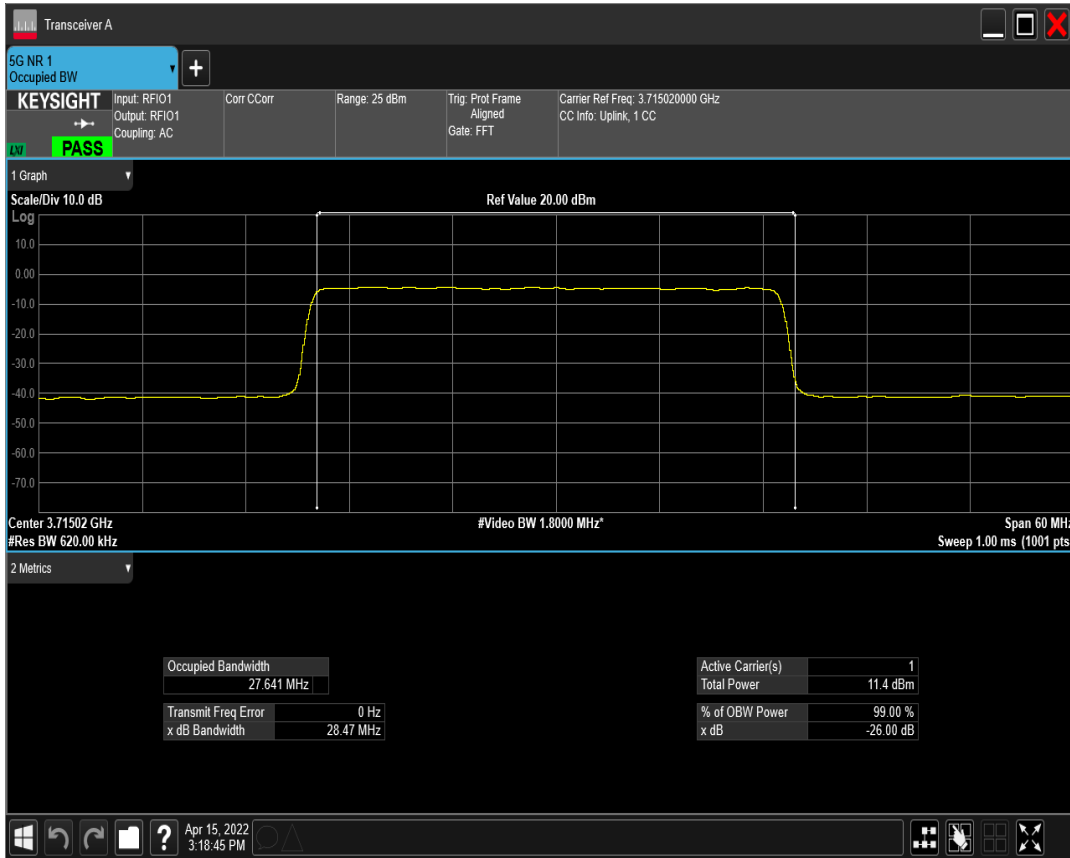 Transceiver A
5G NR 1
Occupied BW
+
KEYSIGHT
LXI
PASS
Input: RFIO1
Output: RFIO1
Coupling: AC
Corr CCorr
Range: 25 dBm
Trig: Prot Frame
Aligned
Gate: FFT
Carrier Ref Freq: 3.715020000 GHz
CC Info: Uplink, 1 CC
1 Graph
Scale/Div 10.0 dB
Ref Value 20.00 dBm
Log
10.0
0.00
-10.0
-20.0
-30.0
-40.0
-50.0
-60.0
-70.0
Center 3.71502 GHz
#Video BW 1.8000 MHz*
Span 60 MHz
#Res BW 620.00 kHz
Sweep 1.00 ms (1001 pts
2 Metrics
Occupied Bandwidth
27.641 MHz
Transmit Freq Error 0 Hz
x dB Bandwidth 28.47 MHz
Active Carrier(s) 1
Total Power 11.4 dBm
% of OBW Power 99.00 %
x dB -26.00 dB
?
Apr 15, 2022
3:18:45 PM